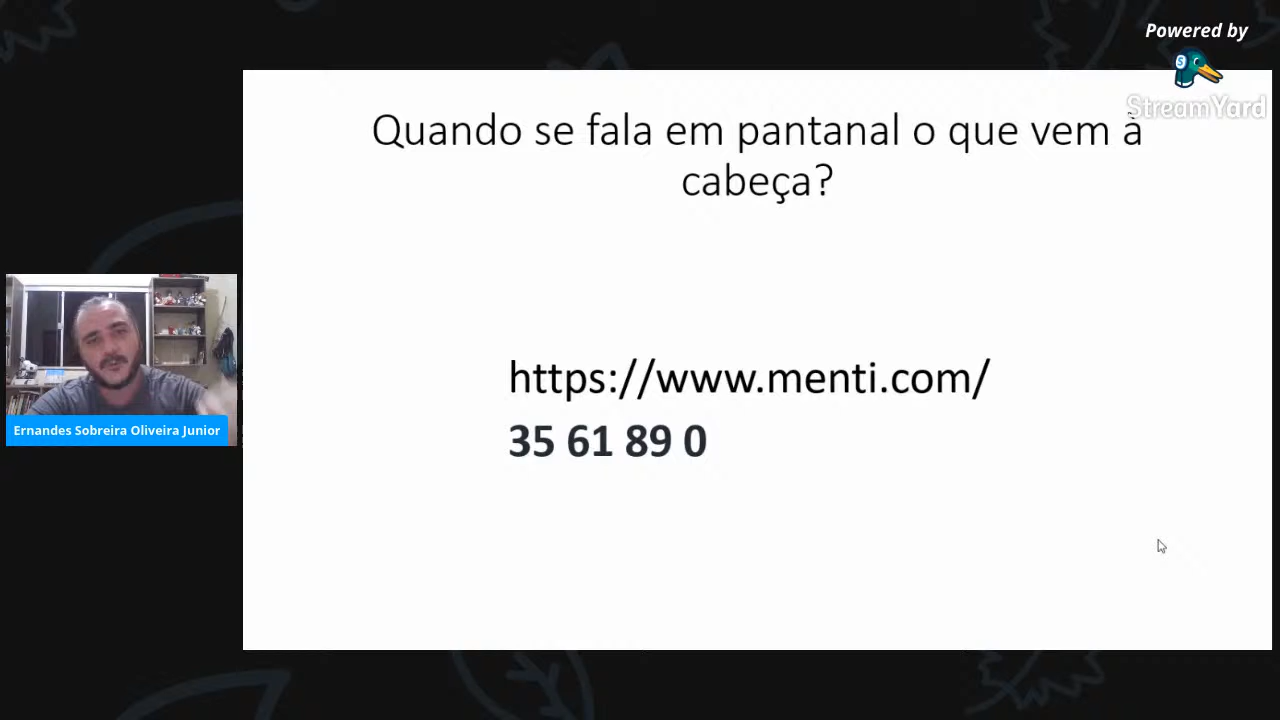 Powered by
StreamYard
Quando se fala em pantanal o que vem à
cabeça?
https://www.menti.com/
35 61 89 0
Ernandes Sobreira Oliveira Junior